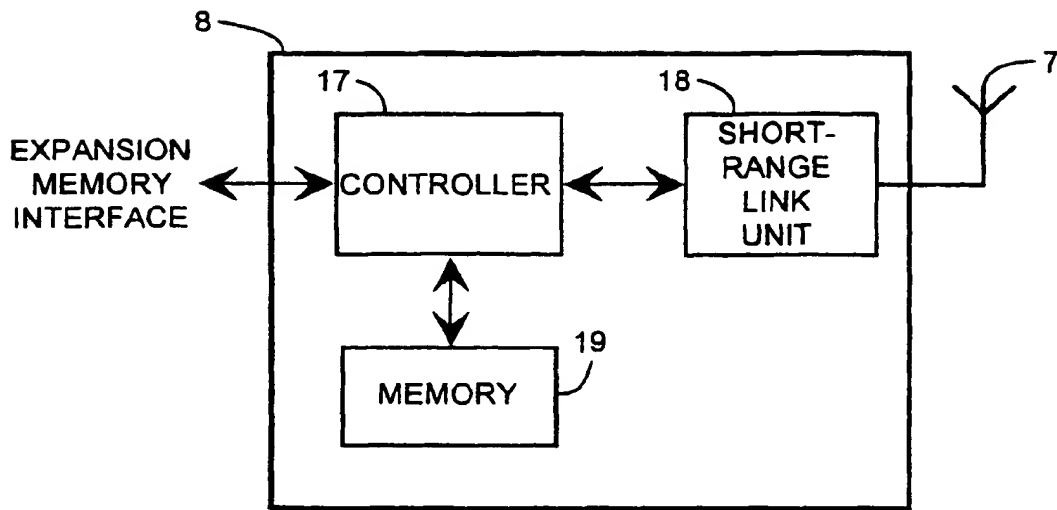 8
17
18
7
EXPANSION
MEMORY
INTERFACE
CONTROLLER
SHORT-
RANGE
LINK
UNIT
19
MEMORY